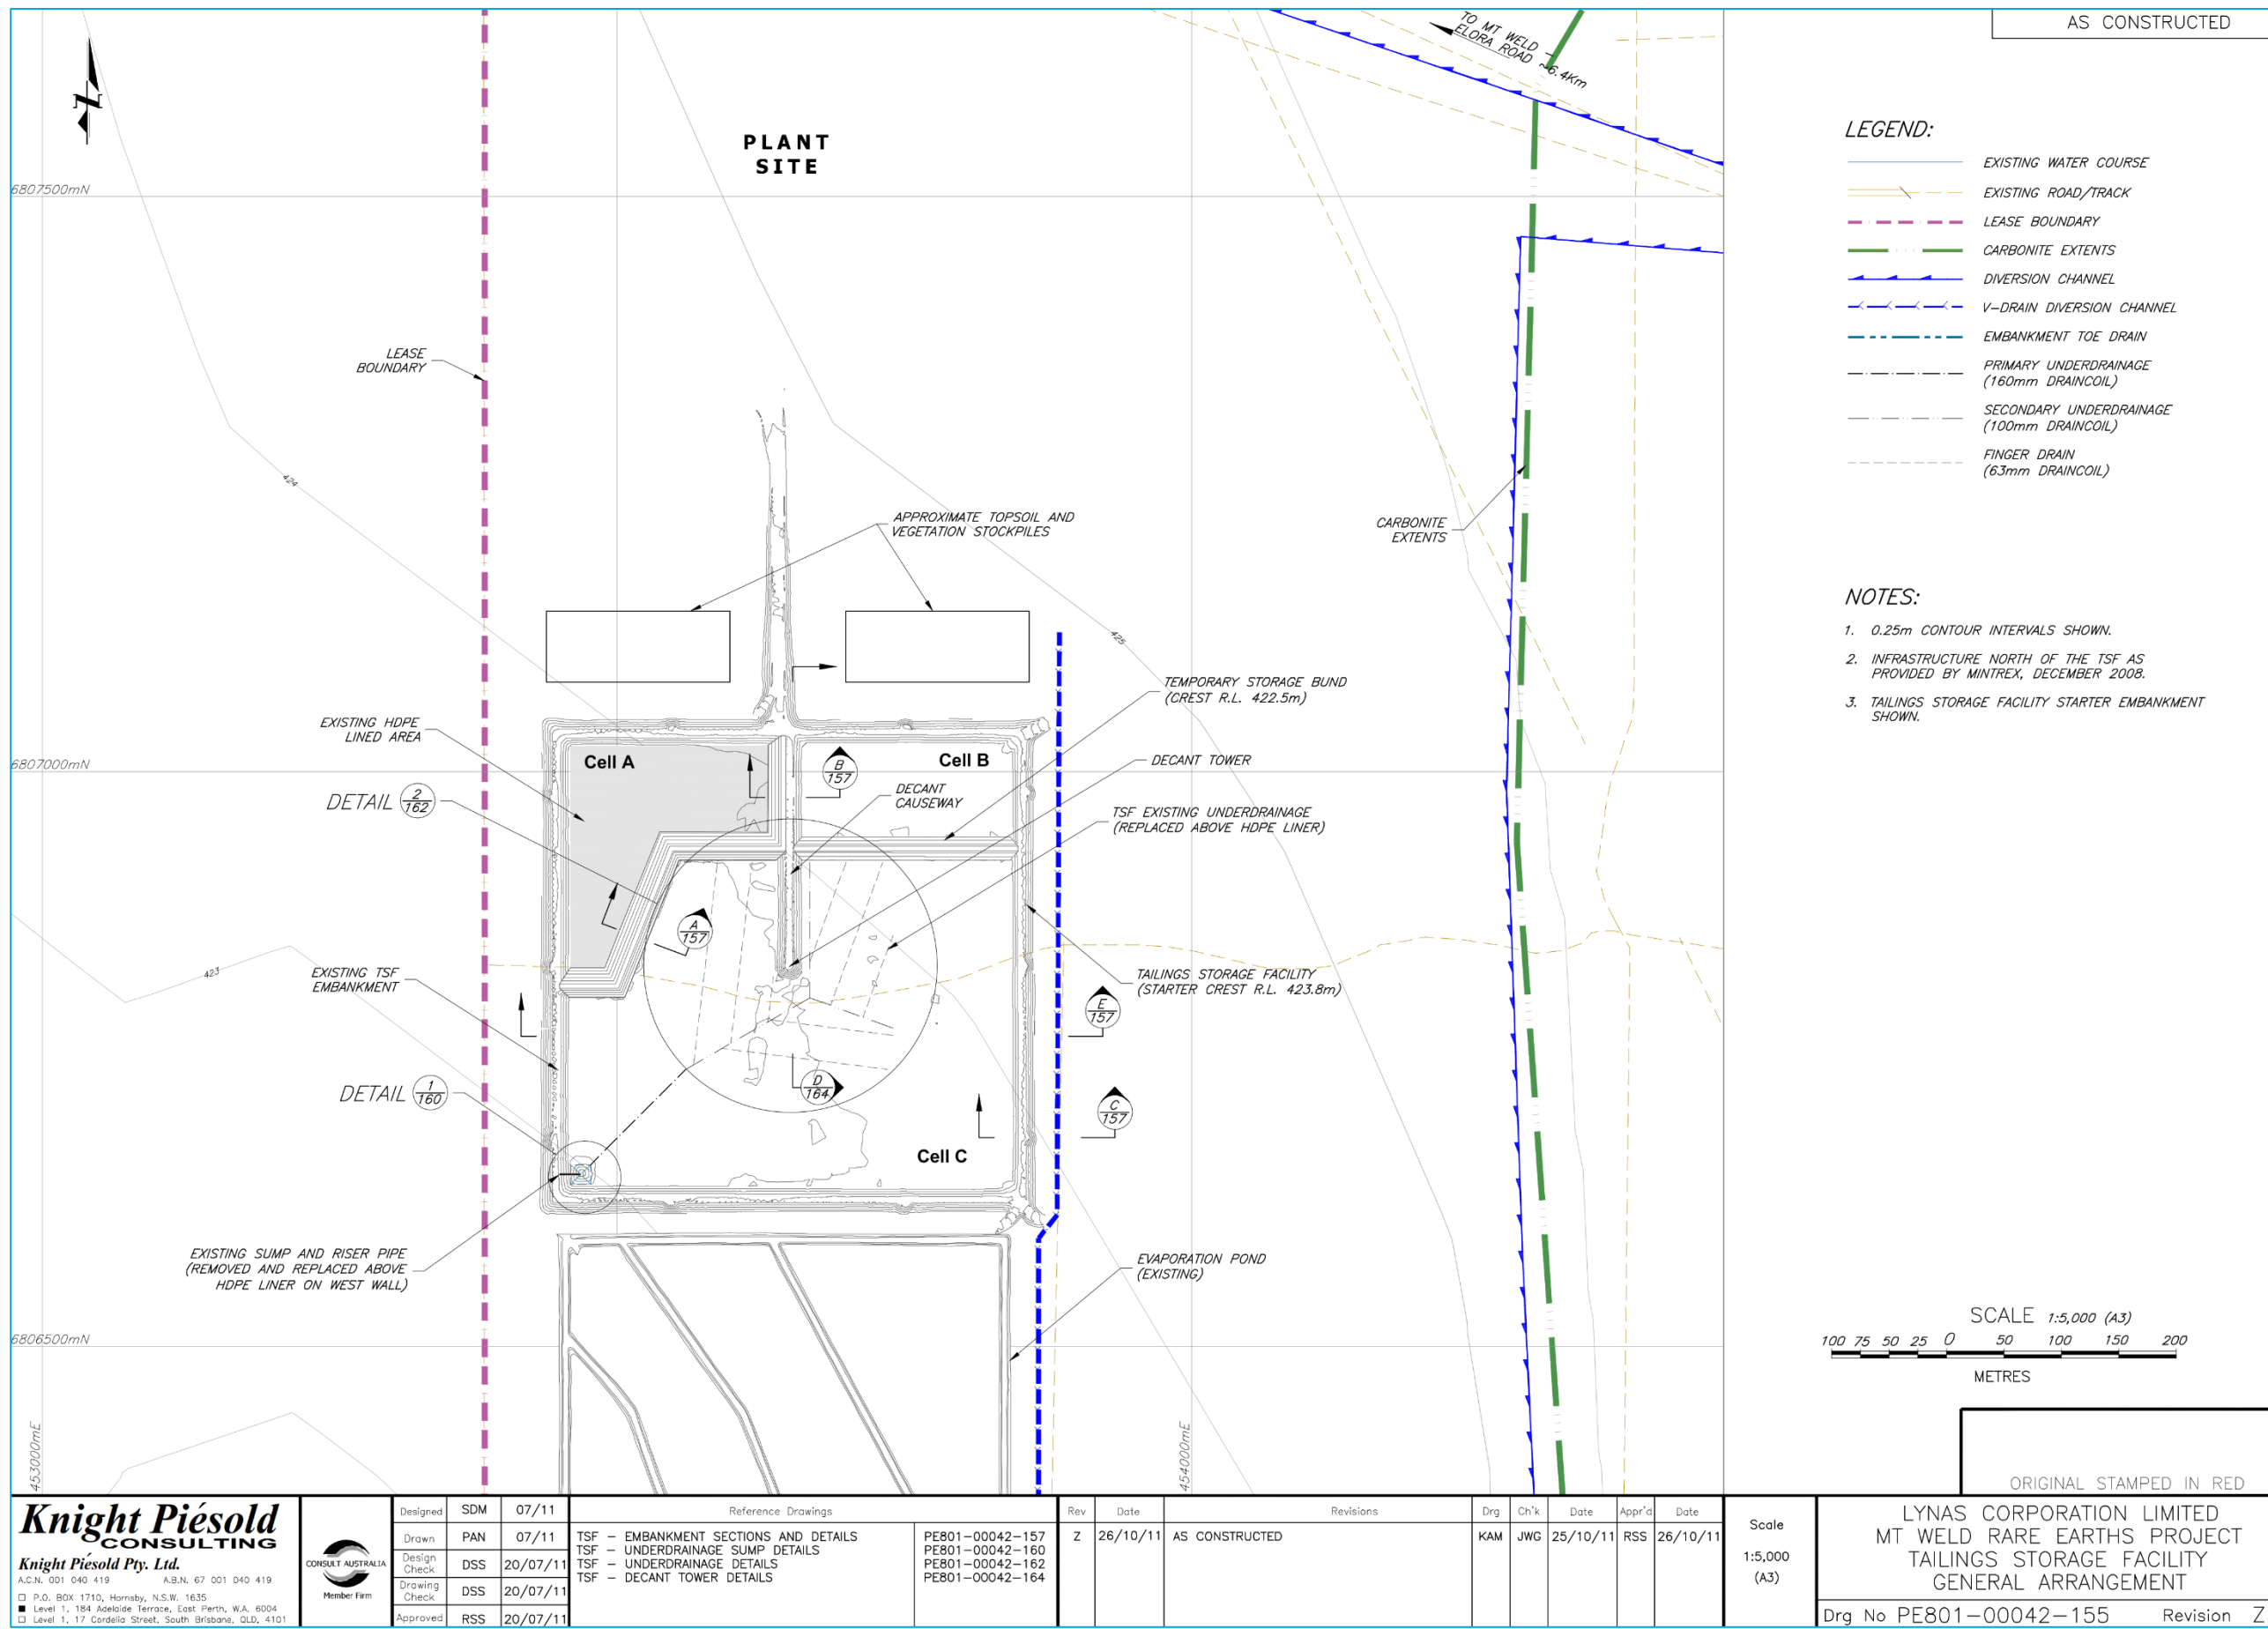 AS CONSTRUCTED
TO MT WELD
ELORA ROAD ~6.4Km
PLANT
SITE
6807500mN
LEASE
BOUNDARY
424
APPROXIMATE TOPSOIL AND
VEGETATION STOCKPILES
CARBONITE
EXTENTS
425
TEMPORARY STORAGE BUND
(CREST R.L. 422.5m)
EXISTING HDPE
LINED AREA
6807000mN
Cell A
B
157
Cell B
DECANT TOWER
DETAIL 2
162
DECANT
CAUSEWAY
TSF EXISTING UNDERDRAINAGE
(REPLACED ABOVE HDPE LINER)
A
157
423
EXISTING TSF
EMBANKMENT
TAILINGS STORAGE FACILITY
(STARTER CREST R.L. 423.8m)
E
157
DETAIL 1
160
D
164
C
157
Cell C
EXISTING SUMP AND RISER PIPE
(REMOVED AND REPLACED ABOVE
HDPE LINER ON WEST WALL)
EVAPORATION POND
(EXISTING)
6806500mN
453000mE
454000mE
LEGEND:
EXISTING WATER COURSE
EXISTING ROAD/TRACK
LEASE BOUNDARY
CARBONITE EXTENTS
DIVERSION CHANNEL
V-DRAIN DIVERSION CHANNEL
EMBANKMENT TOE DRAIN
PRIMARY UNDERDRAINAGE
(160mm DRAINCOIL)
SECONDARY UNDERDRAINAGE
(100mm DRAINCOIL)
FINGER DRAIN
(63mm DRAINCOIL)
NOTES:
1. 0.25m CONTOUR INTERVALS SHOWN.
2. INFRASTRUCTURE NORTH OF THE TSF AS
PROVIDED BY MINTREX, DECEMBER 2008.
3. TAILINGS STORAGE FACILITY STARTER EMBANKMENT
SHOWN.
SCALE 1:5,000 (A3)
100 75 50 25 0 50 100 150 200
METRES
ORIGINAL STAMPED IN RED
Knight Piésold
CONSULTING
Knight Piésold Pty. Ltd.
A.C.N. 001 040 419 A.B.N. 67 001 040 419
P.O. BOX 1710, Hornsby, N.S.W. 1635
Level 1, 184 Adelaide Terrace, East Perth, W.A. 6004
Level 1, 17 Cordelia Street, South Brisbane, QLD, 4101
CONSULT AUSTRALIA
Member Firm
Designed SDM 07/11
Drawn PAN 07/11
Design
Check DSS 20/07/11
Drawing
Check DSS 20/07/11
Approved RSS 20/07/11
Reference Drawings
TSF - EMBANKMENT SECTIONS AND DETAILS PE801-00042-157
TSF - UNDERDRAINAGE SUMP DETAILS PE801-00042-160
TSF - UNDERDRAINAGE DETAILS PE801-00042-162
TSF - DECANT TOWER DETAILS PE801-00042-164
Rev Date Revisions Drg Ch'k Date Appr'd Date
Z 26/10/11 AS CONSTRUCTED KAM JWG 25/10/11 RSS 26/10/11
Scale
1:5,000
(A3)
LYNAS CORPORATION LIMITED
MT WELD RARE EARTHS PROJECT
TAILINGS STORAGE FACILITY
GENERAL ARRANGEMENT
Drg No PE801-00042-155 Revision Z